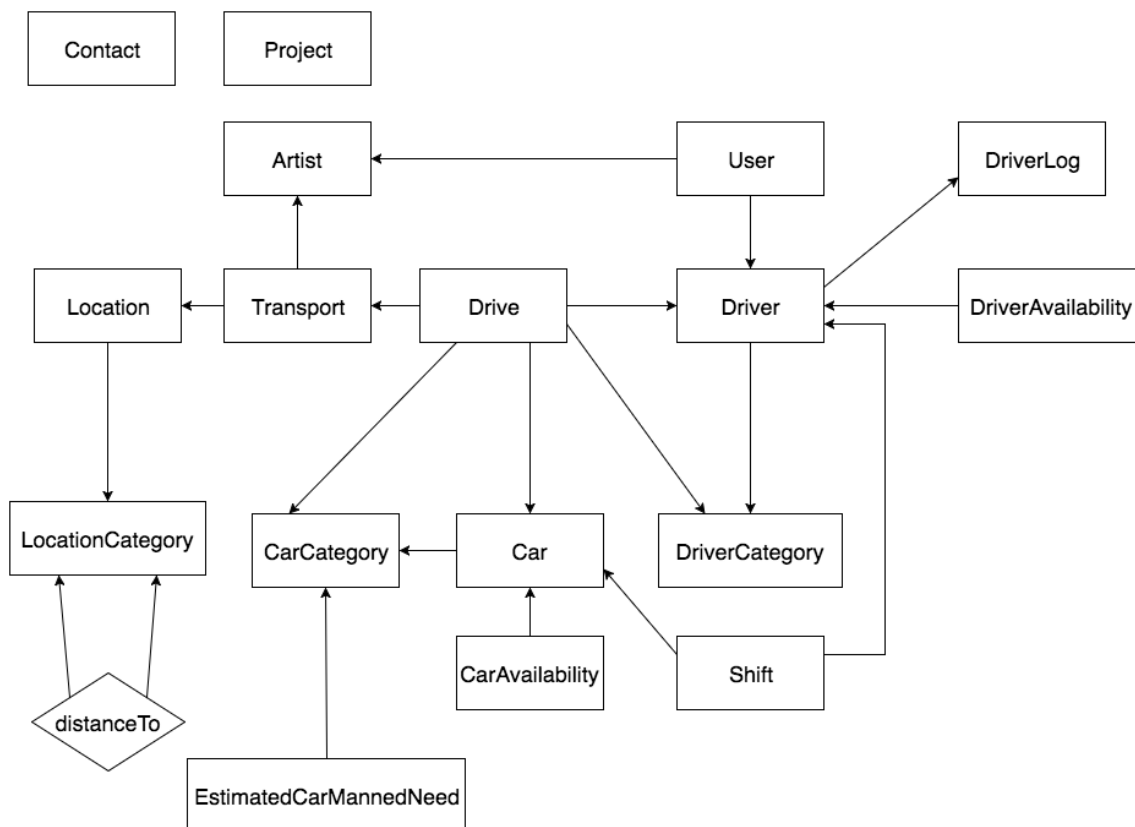 Contact
Project
Artist
User
DriverLog
Location
Transport
Drive
Driver
DriverAvailability
LocationCategory
CarCategory
Car
DriverCategory
CarAvailability
Shift
distanceTo
EstimatedCarMannedNeed